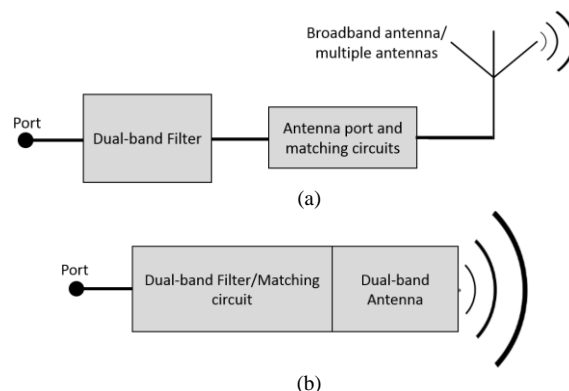 Broadband antenna/
multiple antennas
Port
Dual-band Filter
Antenna port and
matching circuits
(a)
Port
Dual-band Filter/Matching
circuit
Dual-band
Antenna
(b)